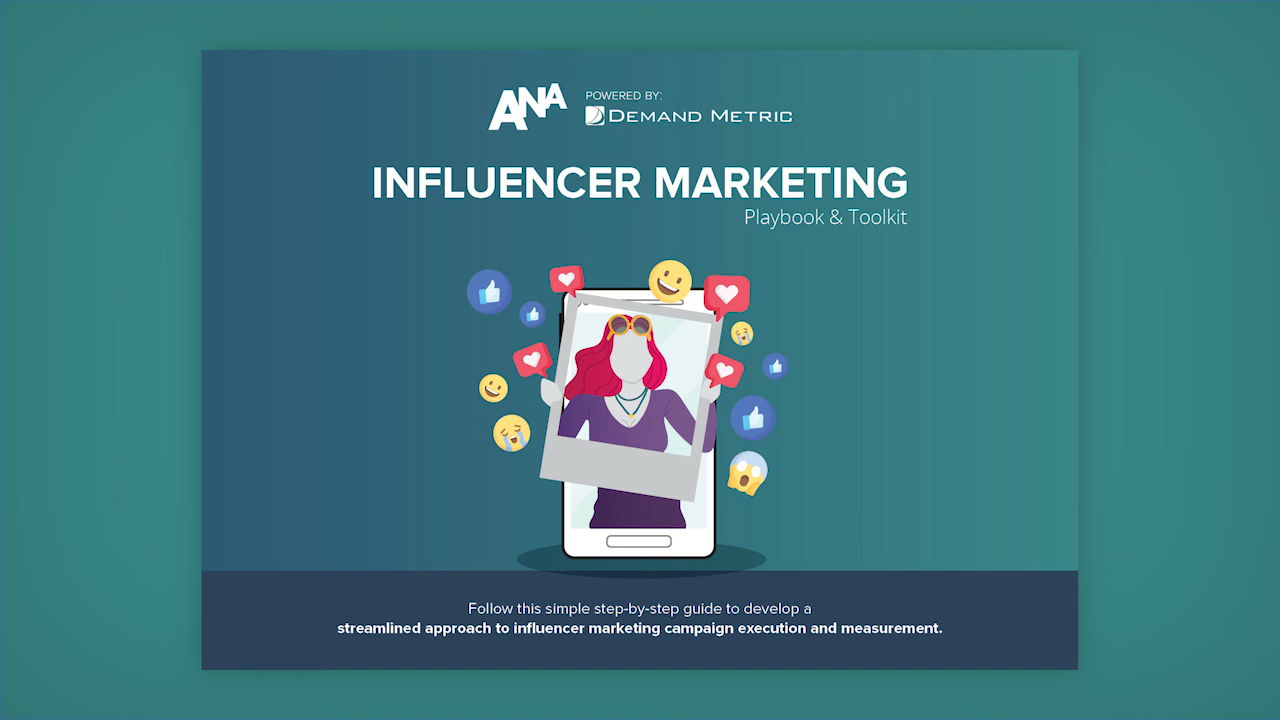 ANA
POWERED BY:
DEMAND METRIC
INFLUENCER MARKETING
Playbook & Toolkit
Follow this simple step-by-step guide to develop a
streamlined approach to influencer marketing campaign execution and measurement.